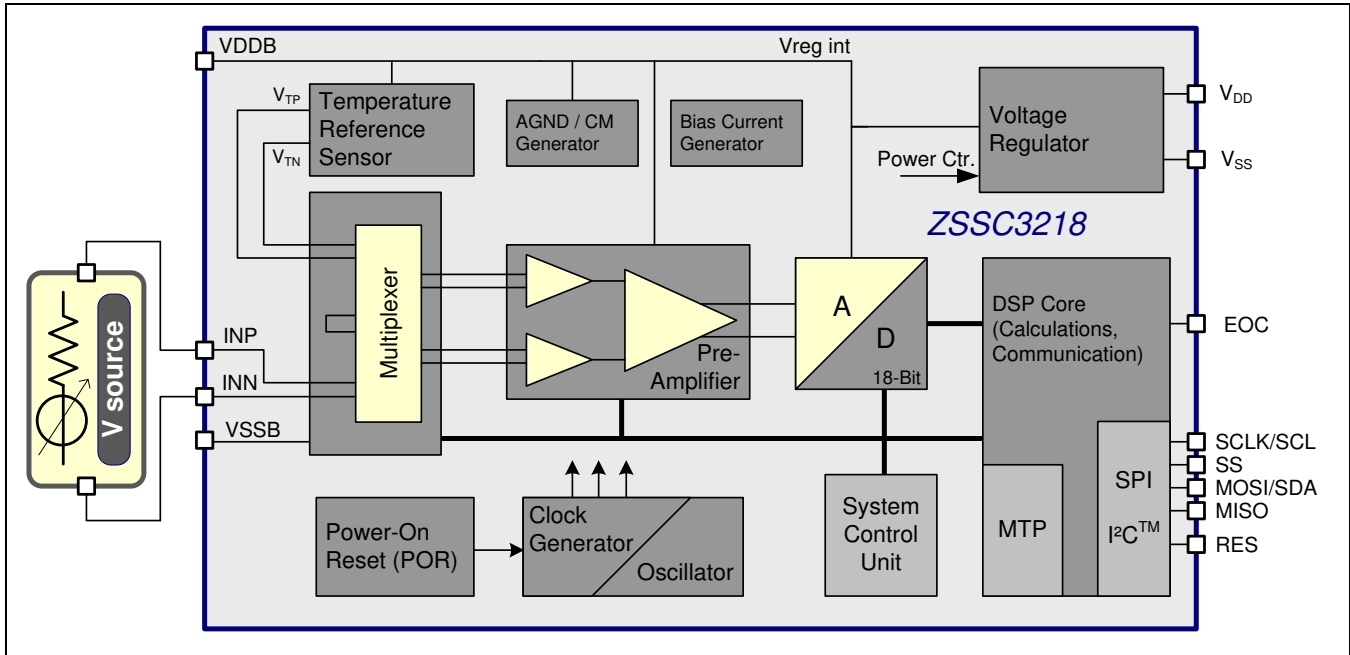 VDDB
Vreg int
VTP
Temperature
Reference
Sensor
VTN
AGND / CM
Generator
Bias Current
Generator
Voltage
Regulator
Power Ctr.
VDD
VSS
ZSSC3218
V source
INP
INN
VSSB
Multiplexer
Pre-
Amplifier
A
D
18-Bit
DSP Core
(Calculations,
Communication)
EOC
SCLK/SCL
SS
MOSI/SDA
MISO
RES
SPI
I²C™
MTP
Power-On
Reset (POR)
Clock
Generator
Oscillator
System
Control
Unit